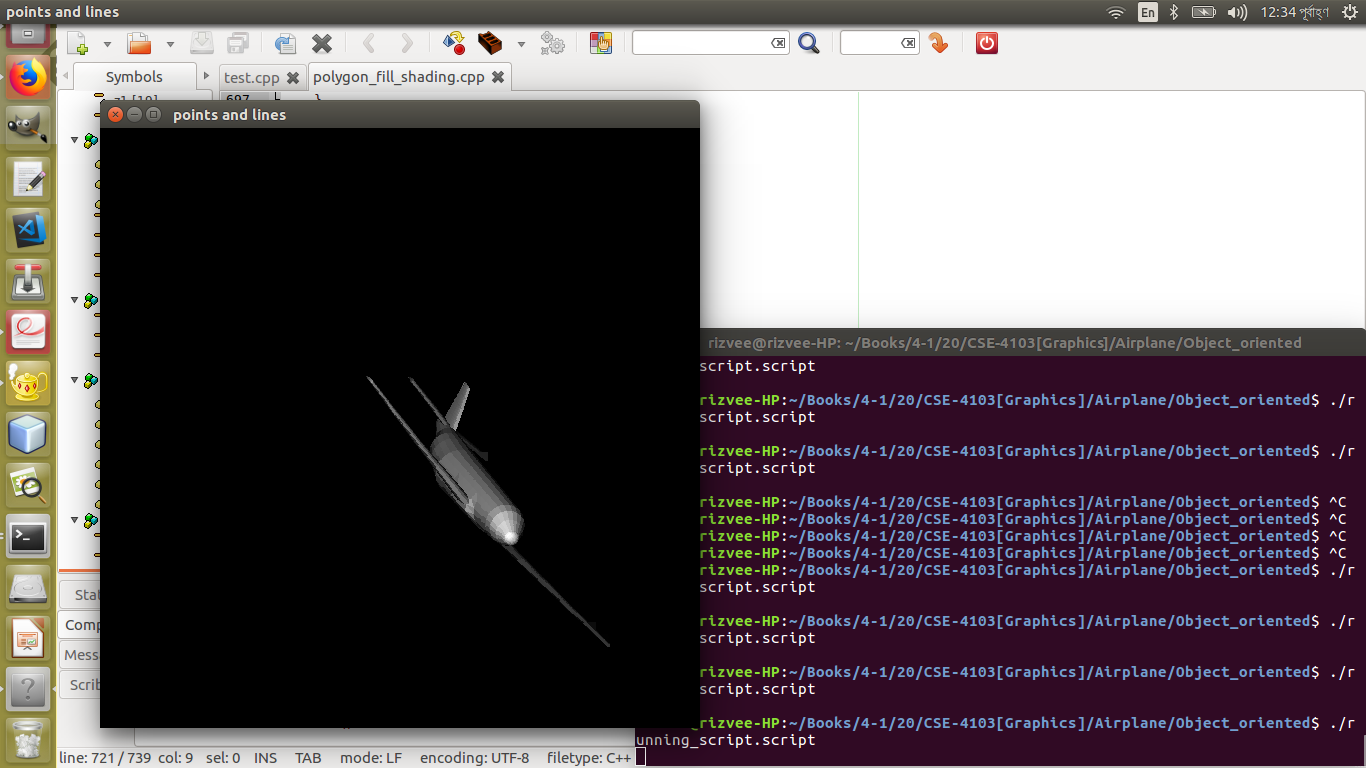 points and lines
En
12:34 পূর্বাহ্ণ
Symbols
test.cpp
polygon_fill_shading.cpp
697
points and lines
rizvee@rizvee-HP: ~/Books/4-1/20/CSE-4103[Graphics]/Airplane/Object_oriented
script.script
rizvee-HP:~/Books/4-1/20/CSE-4103[Graphics]/Airplane/Object_oriented$ ./r
script.script
rizvee-HP:~/Books/4-1/20/CSE-4103[Graphics]/Airplane/Object_oriented$ ./r
script.script
rizvee-HP:~/Books/4-1/20/CSE-4103[Graphics]/Airplane/Object_oriented$ ^C
rizvee-HP:~/Books/4-1/20/CSE-4103[Graphics]/Airplane/Object_oriented$ ^C
rizvee-HP:~/Books/4-1/20/CSE-4103[Graphics]/Airplane/Object_oriented$ ^C
rizvee-HP:~/Books/4-1/20/CSE-4103[Graphics]/Airplane/Object_oriented$ ^C
rizvee-HP:~/Books/4-1/20/CSE-4103[Graphics]/Airplane/Object_oriented$ ./r
script.script
rizvee-HP:~/Books/4-1/20/CSE-4103[Graphics]/Airplane/Object_oriented$ ./r
script.script
rizvee-HP:~/Books/4-1/20/CSE-4103[Graphics]/Airplane/Object_oriented$ ./r
script.script
rizvee-HP:~/Books/4-1/20/CSE-4103[Graphics]/Airplane/Object_oriented$ ./r
unning_script.script
Stat
Comp
Messa
Scrib
line: 721 / 739 col: 9 sel: 0 INS TAB mode: LF encoding: UTF-8 filetype: C++